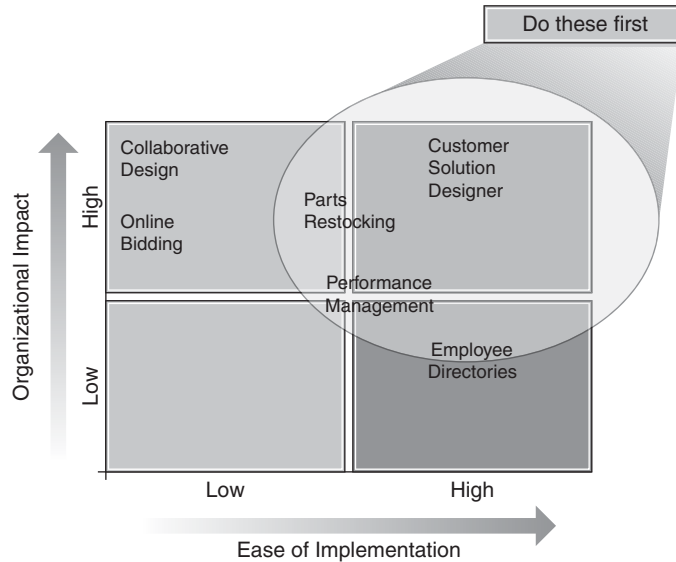 Do these first
Collaborative
Design
Customer
Solution
Designer
Parts
Restocking
Online
Bidding
Performance
Management
Employee
Directories
Organizational Impact
High
Low
Low
High
Ease of Implementation